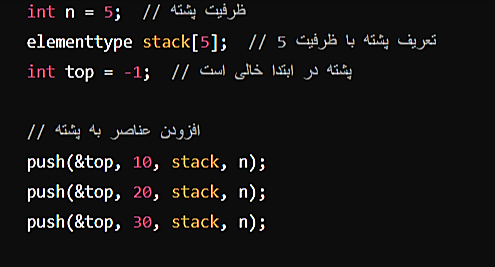 int n = 5;  // ظرفیت پشته
elementtype stack[5];  // تعریف پشته با ظرفیت 5
int top = -1;  // پشته در ابتدا خالی است
// افزودن عناصر به پشته
push(&top, 10, stack, n);
push(&top, 20, stack, n);
push(&top, 30, stack, n);